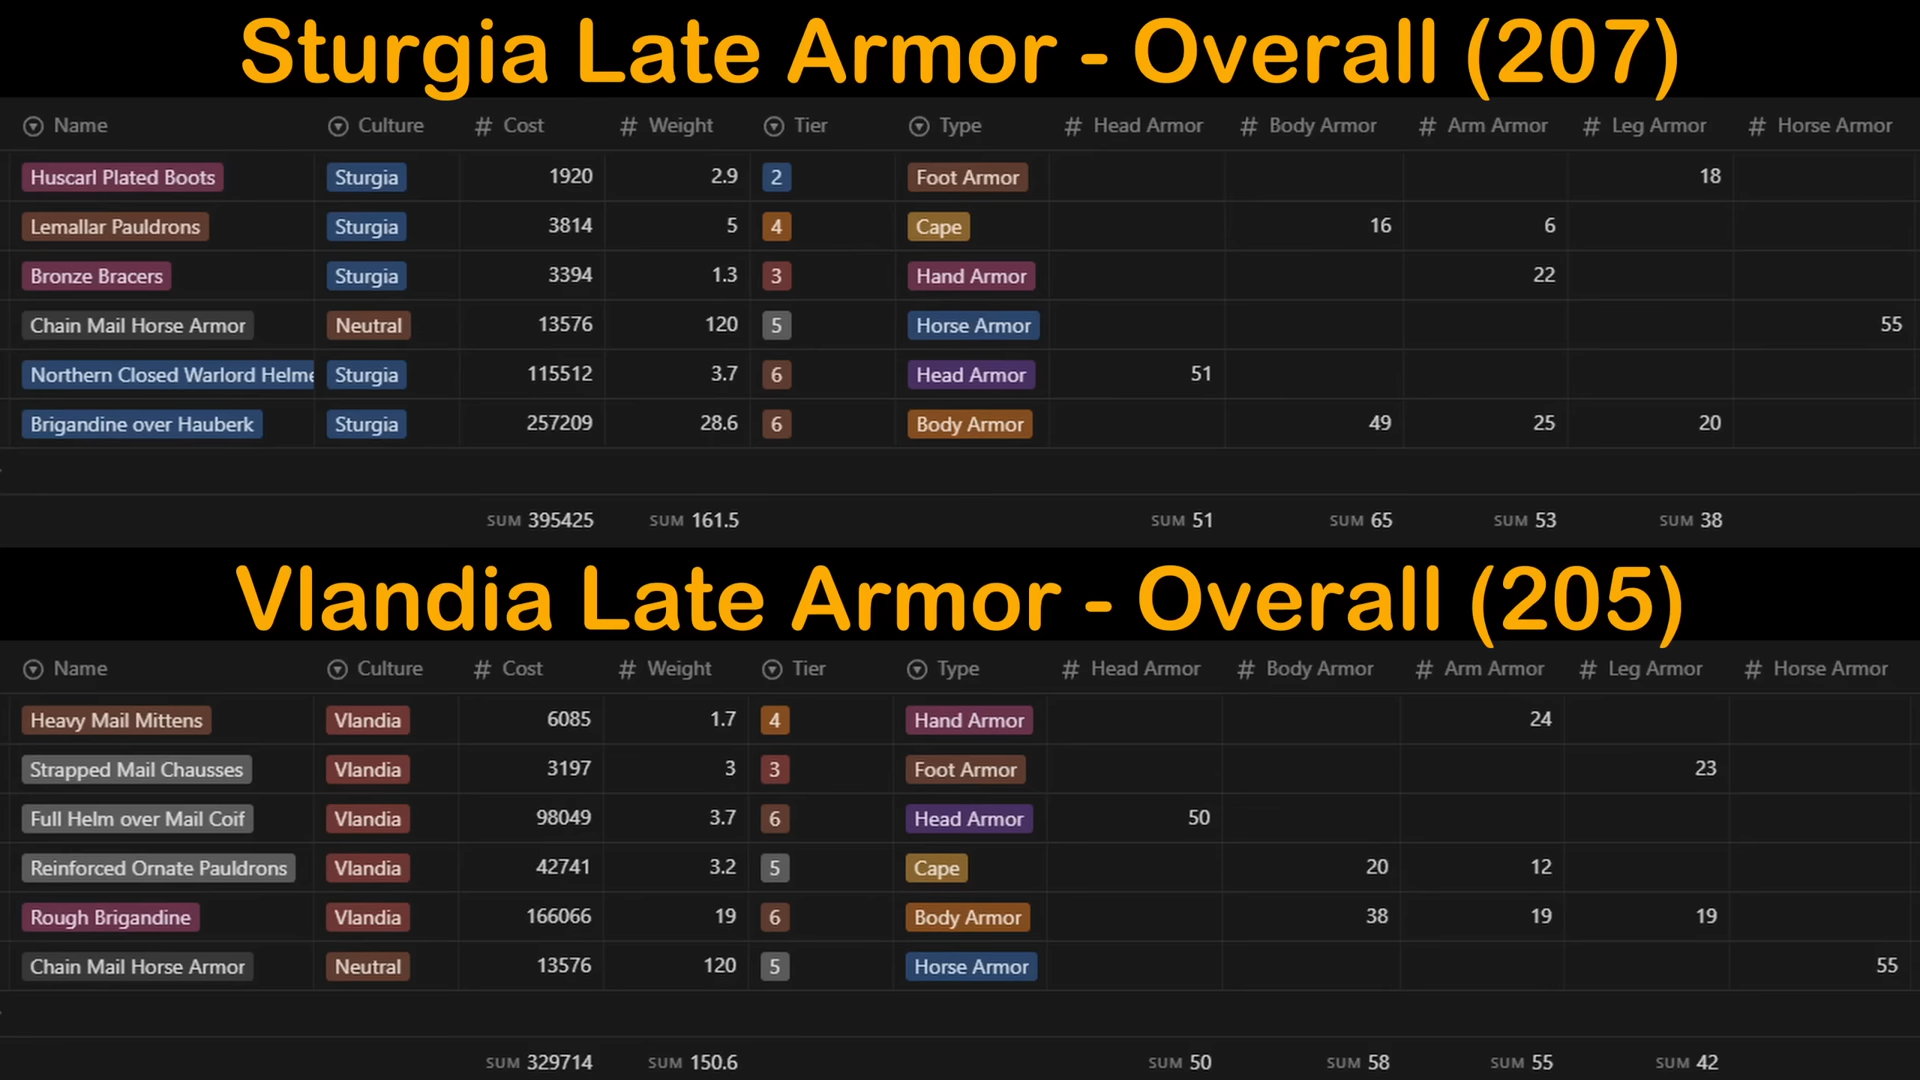 Sturgia Late Armor - Overall (207)
Name Culture # Cost # Weight Tier Type # Head Armor # Body Armor # Arm Armor # Leg Armor # Horse Armor
Huscarl Plated Boots Sturgia 1920 2.9 2 Foot Armor 18
Lemallar Pauldrons Sturgia 3814 5 4 Cape 16 6
Bronze Bracers Sturgia 3394 1.3 3 Hand Armor 22
Chain Mail Horse Armor Neutral 13576 120 5 Horse Armor 55
Northern Closed Warlord Helme Sturgia 115512 3.7 6 Head Armor 51
Brigandine over Hauberk Sturgia 257209 28.6 6 Body Armor 49 25 20
SUM 395425 SUM 161.5 SUM 51 SUM 65 SUM 53 SUM 38
Vlandia Late Armor - Overall (205)
Name Culture # Cost # Weight Tier Type # Head Armor # Body Armor # Arm Armor # Leg Armor # Horse Armor
Heavy Mail Mittens Vlandia 6085 1.7 4 Hand Armor 24
Strapped Mail Chausses Vlandia 3197 3 3 Foot Armor 23
Full Helm over Mail Coif Vlandia 98049 3.7 6 Head Armor 50
Reinforced Ornate Pauldrons Vlandia 42741 3.2 5 Cape 20 12
Rough Brigandine Vlandia 166066 19 6 Body Armor 38 19 19
Chain Mail Horse Armor Neutral 13576 120 5 Horse Armor 55
SUM 329714 SUM 150.6 SUM 50 SUM 58 SUM 55 SUM 42